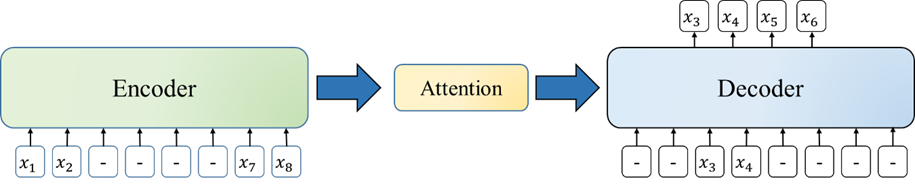 x₃ x₄ x₅ x₆
Encoder Attention Decoder
x₁ x₂ - - - - x₇ x₈ - - x₃ x₄ - - - -